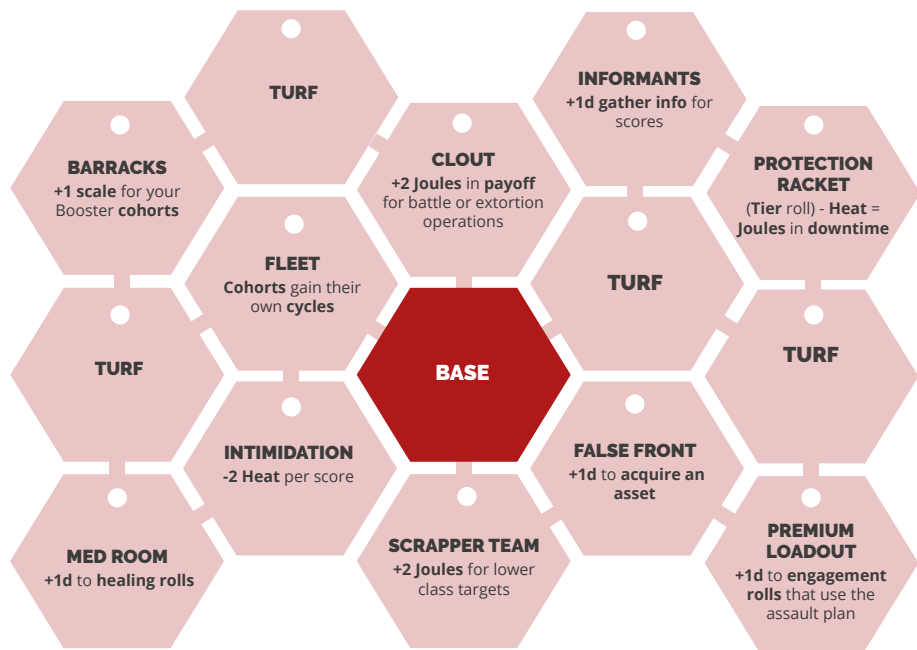 TURF
INFORMANTS
+1d gather info for
scores
BARRACKS
+1 scale for your
Booster cohorts
CLOUT
+2 Joules in payoff
for battle or extortion
operations
PROTECTION
RACKET
(Tier roll) - Heat =
Joules in downtime
FLEET
Cohorts gain their
own cycles
TURF
TURF
BASE
TURF
INTIMIDATION
-2 Heat per score
FALSE FRONT
+1d to acquire an
asset
MED ROOM
+1d to healing rolls
SCRAPPER TEAM
+2 Joules for lower
class targets
PREMIUM
LOADOUT
+1d to engagement
rolls that use the
assault plan